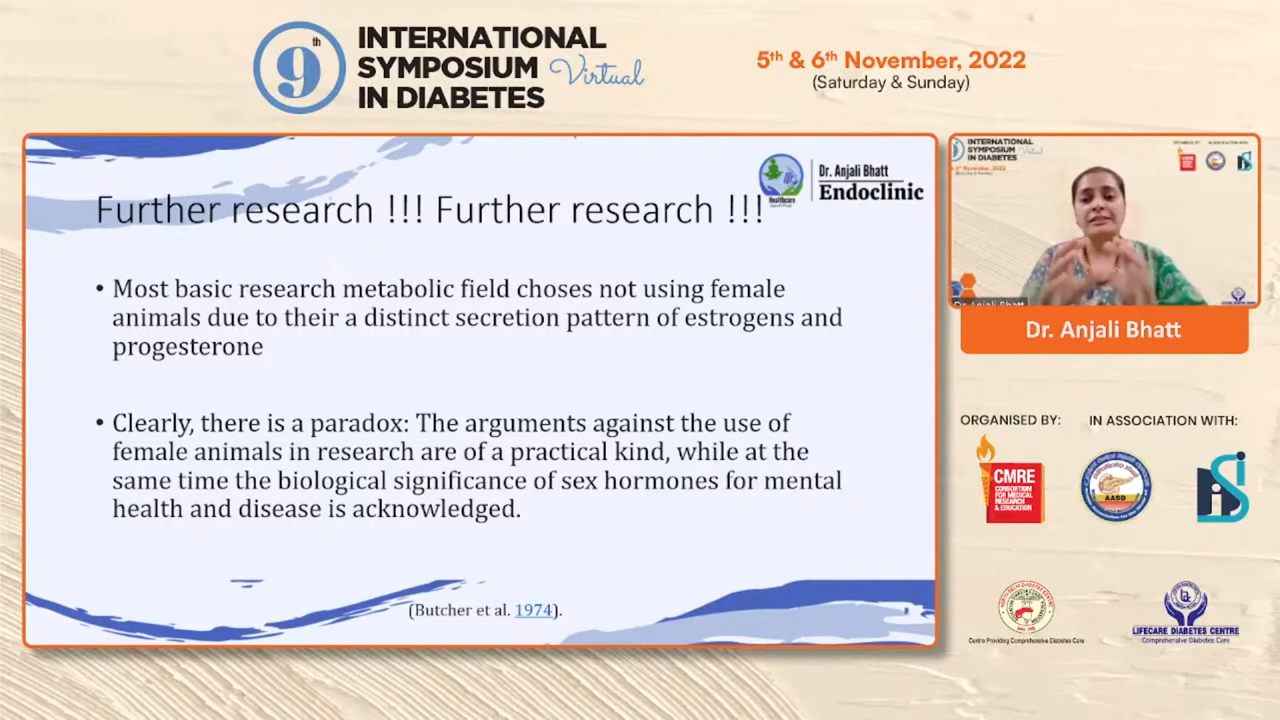 9th
INTERNATIONAL
SYMPOSIUM Virtual
IN DIABETES
5th & 6th November, 2022
(Saturday & Sunday)
Dr. Anjali Bhatt
Endoclinic
Healthcare
Further research !!! Further research !!!
• Most basic research metabolic field choses not using female
animals due to their a distinct secretion pattern of estrogens and
progesterone
• Clearly, there is a paradox: The arguments against the use of
female animals in research are of a practical kind, while at the
same time the biological significance of sex hormones for mental
health and disease is acknowledged.
(Butcher et al. 1974).
INTERNATIONAL
SYMPOSIUM Virtual
IN DIABETES
Dr. Anjali Bhatt
Dr. Anjali Bhatt
ORGANISED BY:
IN ASSOCIATION WITH:
CMRE
CONSORTIUM
FOR MEDICAL
RESEARCH
& EDUCATION
AASD
Centre Providing Comprehensive Diabetes Care
LIFECARE DIABETES CENTRE
Comprehensive Diabetes Care